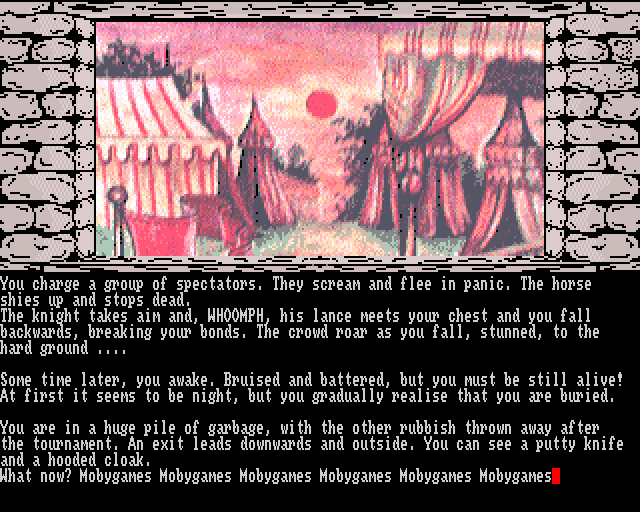 You charge a group of spectators. They scream and flee in panic. The horse
shies up and stops dead.
The knight takes aim and, WHOOMPH, his lance meets your chest and you fall
backwards, breaking your bonds. The crowd roar as you fall, stunned, to the
hard ground ....
Some time later, you awake. Bruised and battered, but you must be still alive!
At first it seems to be night, but you gradually realise that you are buried.
You are in a huge pile of garbage, with the other rubbish thrown away after
the tournament. An exit leads downwards and outside. You can see a putty knife
and a hooded cloak.
What now? Mobygames Mobygames Mobygames Mobygames Mobygames Mobygames